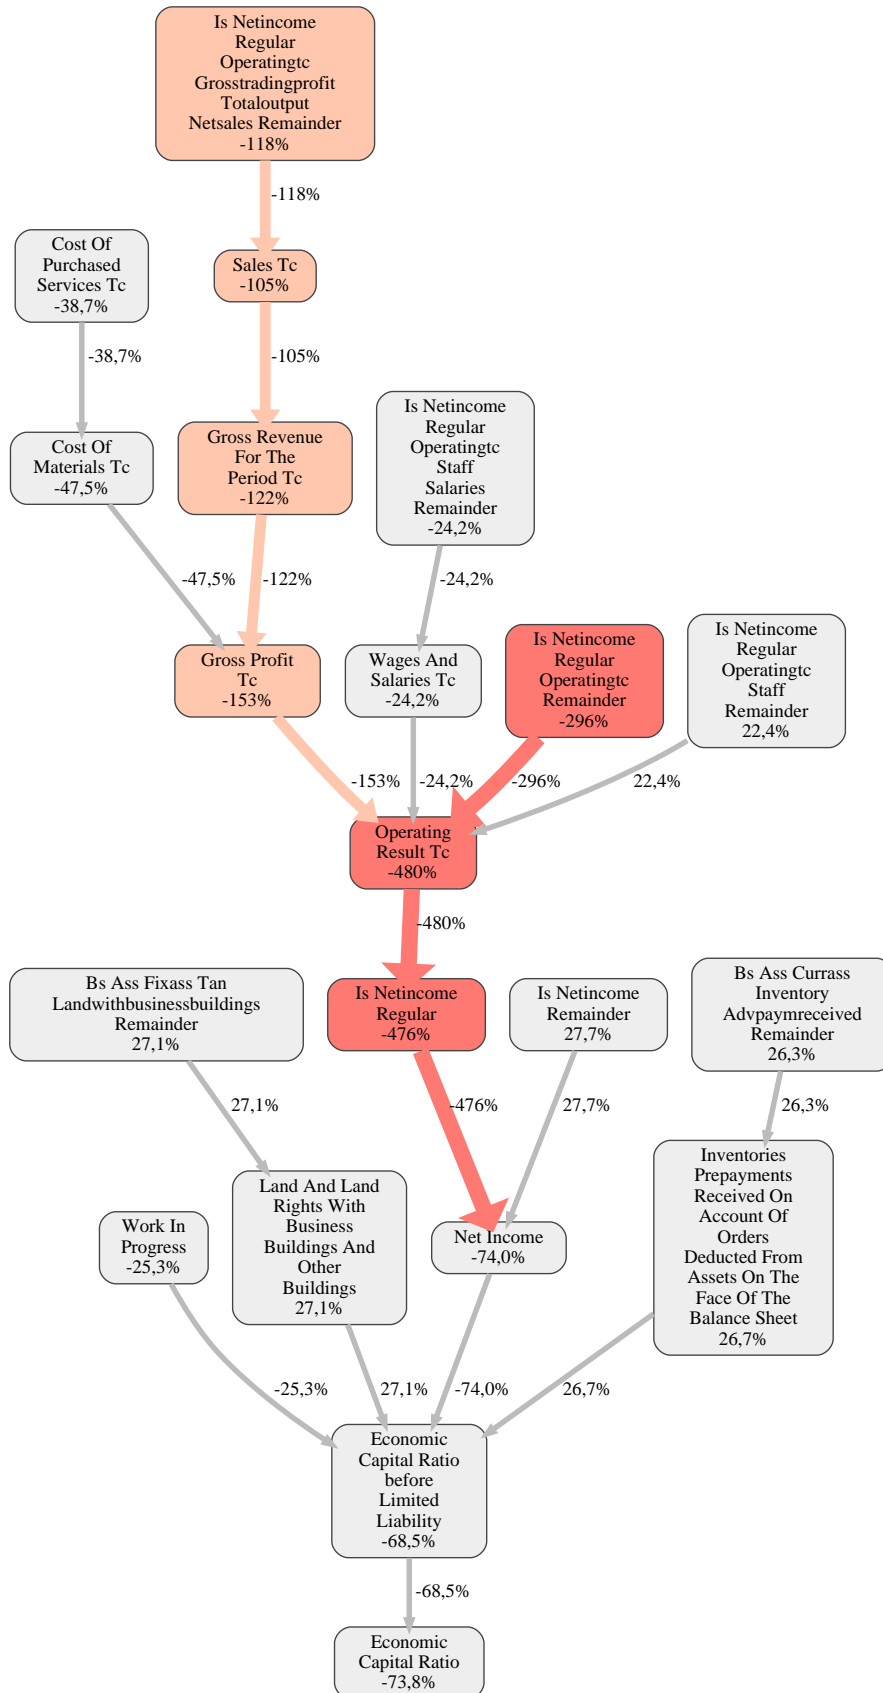 Is Netincome
Regular
Operatingtc
Grosstradingprofit
Totaloutput
Netsales Remainder
-118%
-118%
Cost Of
Purchased
Services Tc
-38,7%
Sales Tc
-105%
-38,7%
-105%
Cost Of
Materials Tc
-47,5%
Gross Revenue
For The
Period Tc
-122%
Is Netincome
Regular
Operatingtc
Staff
Salaries
Remainder
-24,2%
-47,5%
-122%
-24,2%
Gross Profit
Tc
-153%
Wages And
Salaries Tc
-24,2%
Is Netincome
Regular
Operatingtc
Remainder
-296%
Is Netincome
Regular
Operatingtc
Staff
Remainder
22,4%
-153%
-24,2%
-296%
22,4%
Operating
Result Tc
-480%
-480%
Bs Ass Fixass Tan
Landwithbusinessbuildings
Remainder
27,1%
Is Netincome
Regular
-476%
Is Netincome
Remainder
27,7%
Bs Ass Currass
Inventory
Advpaymreceived
Remainder
26,3%
27,1%
-476%
27,7%
26,3%
Work In
Progress
-25,3%
Land And Land
Rights With
Business
Buildings And
Other
Buildings
27,1%
Net Income
-74,0%
Inventories
Prepayments
Received On
Account Of
Orders
Deducted From
Assets On The
Face Of The
Balance Sheet
26,7%
-25,3%
27,1%
-74,0%
26,7%
Economic
Capital Ratio
before
Limited
Liability
-68,5%
-68,5%
Economic
Capital Ratio
-73,8%